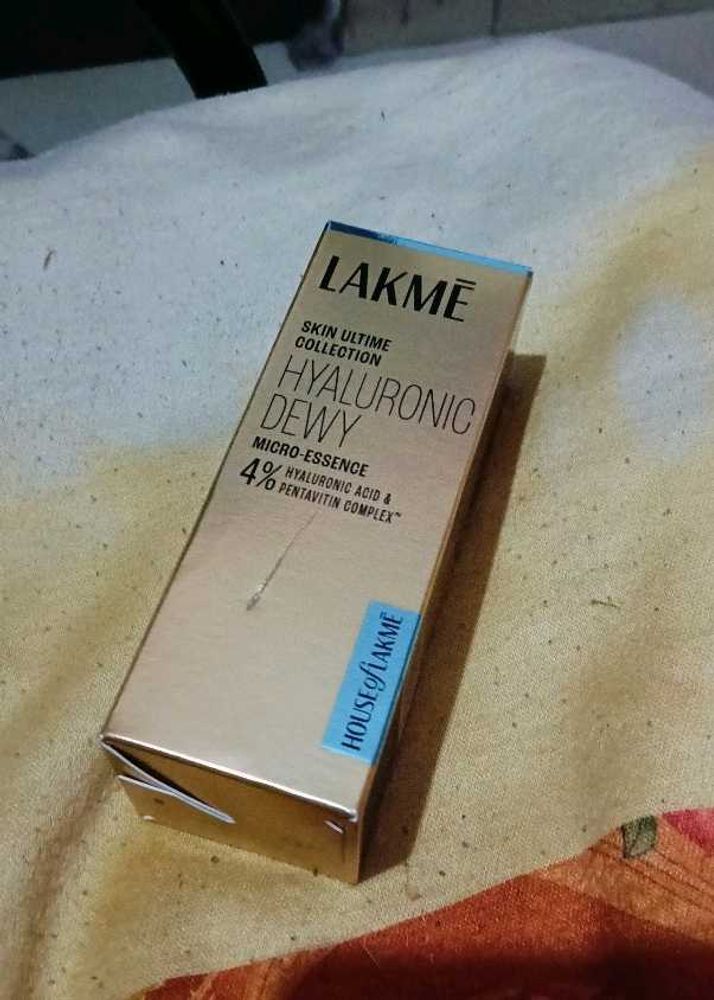 LAKMĒ
SKIN ULTIME
COLLECTION
HYALURONIC
DEWY
MICRO-ESSENCE
4% HYALURONIC ACID &
PENTAVITIN COMPLEX™
HOUSE of LAKMĒ